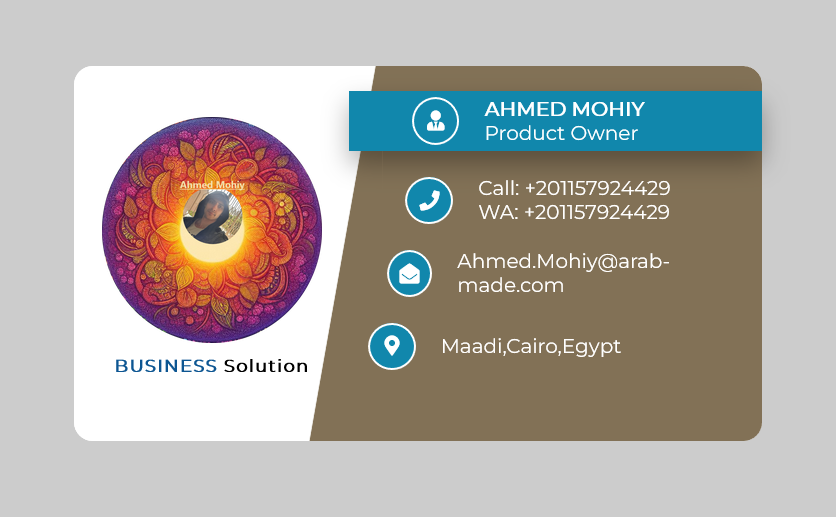 Ahmed Mohiy
BUSINESS Solution
AHMED MOHIY
Product Owner
Call: +201157924429
WA: +201157924429
Ahmed.Mohiy@arab-
made.com
Maadi,Cairo,Egypt